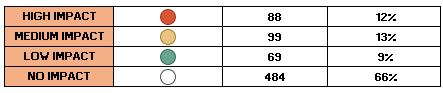 HIGH IMPACT 88 12%
MEDIUM IMPACT 99 13%
LOW IMPACT 69 9%
NO IMPACT 484 66%